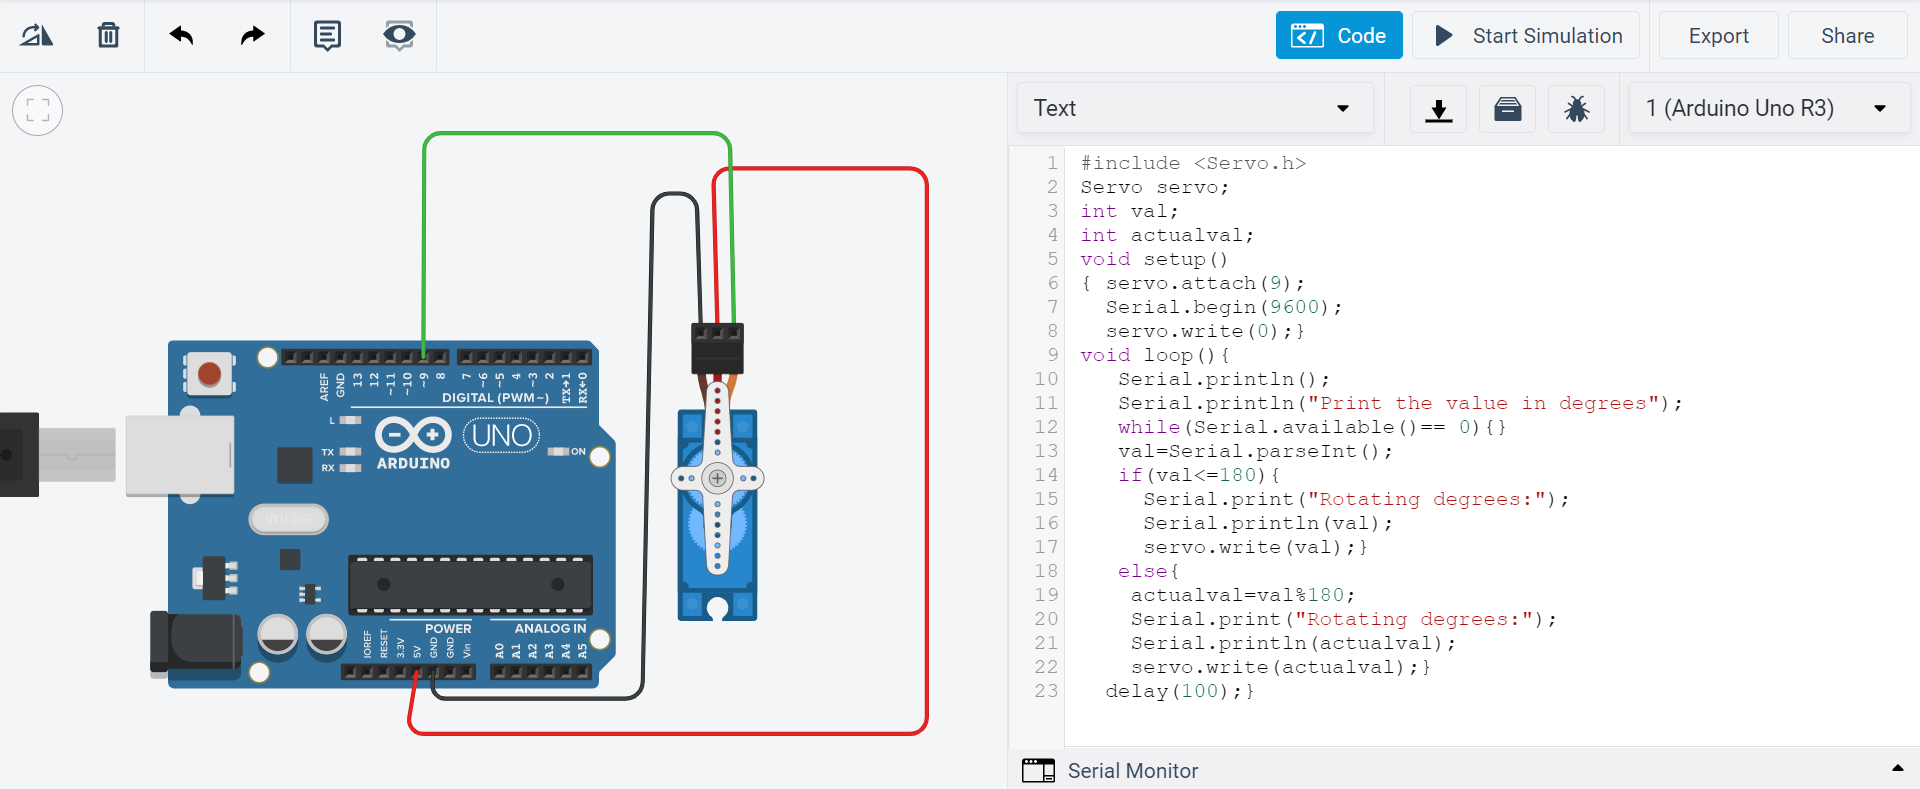 Code
Start Simulation
Export
Share
Text
1 (Arduino Uno R3)
AREF
GND
13
12
~11
~10
~9
8
7
~6
~5
4
~3
2
TX→1
RX←0
DIGITAL (PWM~)
L
TX
RX
ARDUINO
UNO
ON
POWER
ANALOG IN
IOREF
RESET
3.3V
5V
GND
GND
Vin
A0
A1
A2
A3
A4
A5
1 #include <Servo.h>
2 Servo servo;
3 int val;
4 int actualval;
5 void setup()
6 { servo.attach(9);
7 Serial.begin(9600);
8 servo.write(0);}
9 void loop(){
10 Serial.println();
11 Serial.println("Print the value in degrees");
12 while(Serial.available()== 0){}
13 val=Serial.parseInt();
14 if(val<=180){
15 Serial.print("Rotating degrees:");
16 Serial.println(val);
17 servo.write(val);}
18 else{
19 actualval=val%180;
20 Serial.print("Rotating degrees:");
21 Serial.println(actualval);
22 servo.write(actualval);}
23 delay(100);}
Serial Monitor